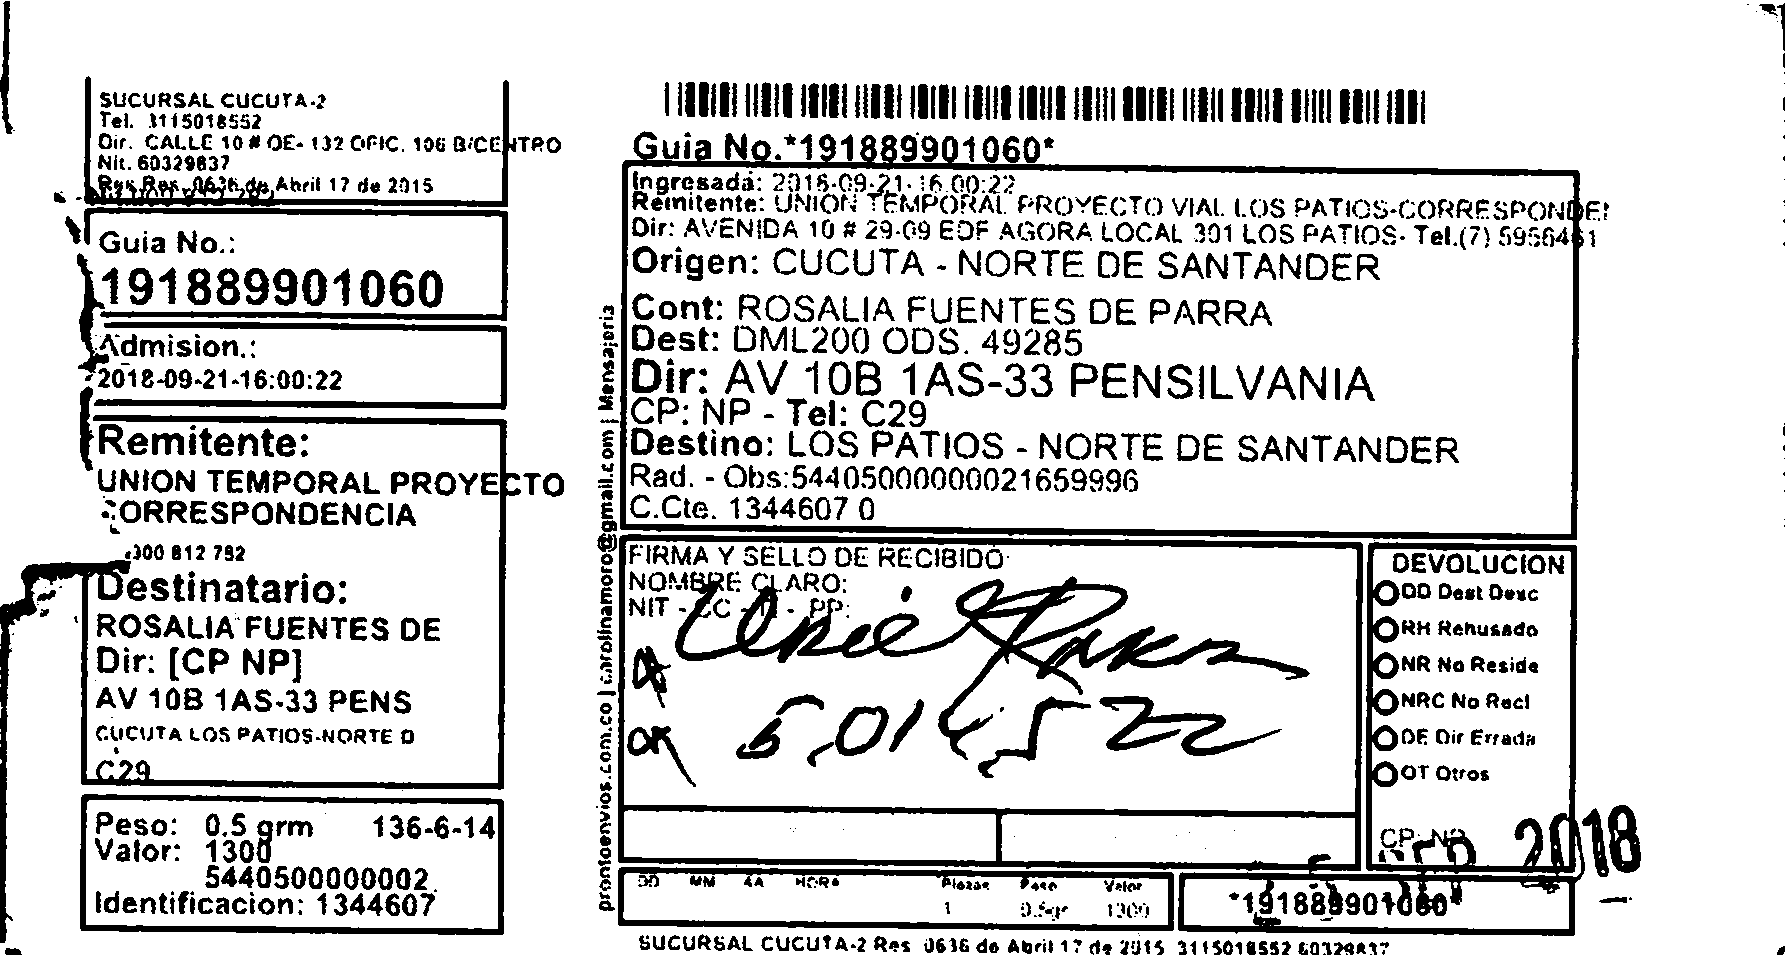 SUCURSAL CUCUTA-2
Tel. 3115018552
Dir. CALLE 10 # OE- 132 OFIC. 106 B/CENTRO
Nit. 60329837
Res Res. 0636 de Abril 17 de 2015
Guia No.:
191889901060
Admision.:
2018-09-21-16:00:22
Remitente:
UNION TEMPORAL PROYECTO
CORRESPONDENCIA
900 812 782
Destinatario:
ROSALIA FUENTES DE
Dir: [CP NP]
AV 10B 1AS-33 PENS
CUCUTA LOS PATIOS-NORTE D
C29
Peso: 0.5 grm 136-6-14
Valor: 1300
5440500000002
Identificacion: 1344607
prontoenvios.com.co | carolinamoro@gmail.com | Mensajeria
Guia No.*191889901060*
Ingresada: 2018-09-21-16:00:22
Remitente: UNION TEMPORAL PROYECTO VIAL LOS PATIOS-CORRESPONDE
Dir: AVENIDA 10 # 29-09 EDF AGORA LOCAL 301 LOS PATIOS- Tel.(7) 5956461
Origen: CUCUTA - NORTE DE SANTANDER
Cont: ROSALIA FUENTES DE PARRA
Dest: DML200 ODS. 49285
Dir: AV 10B 1AS-33 PENSILVANIA
CP: NP - Tel: C29
Destino: LOS PATIOS - NORTE DE SANTANDER
Rad. - Obs:544050000000021659996
C.Cte. 1344607 0
FIRMA Y SELLO DE RECIBIDO
NOMBRE CLARO:
NIT - CC - TI - PP:
DEVOLUCION
DD Dest Desc
RH Rehusado
NR No Reside
NRC No Recl
DE Dir Errada
OT Otros
CP: NP
SEP 2018
DD MM AA HORA Piezas Peso Valor
1 0.5gr 1300
*191889901060*
SUCURSAL CUCUTA-2 Res 0636 de Abril 17 de 2015 3115018552 60329837